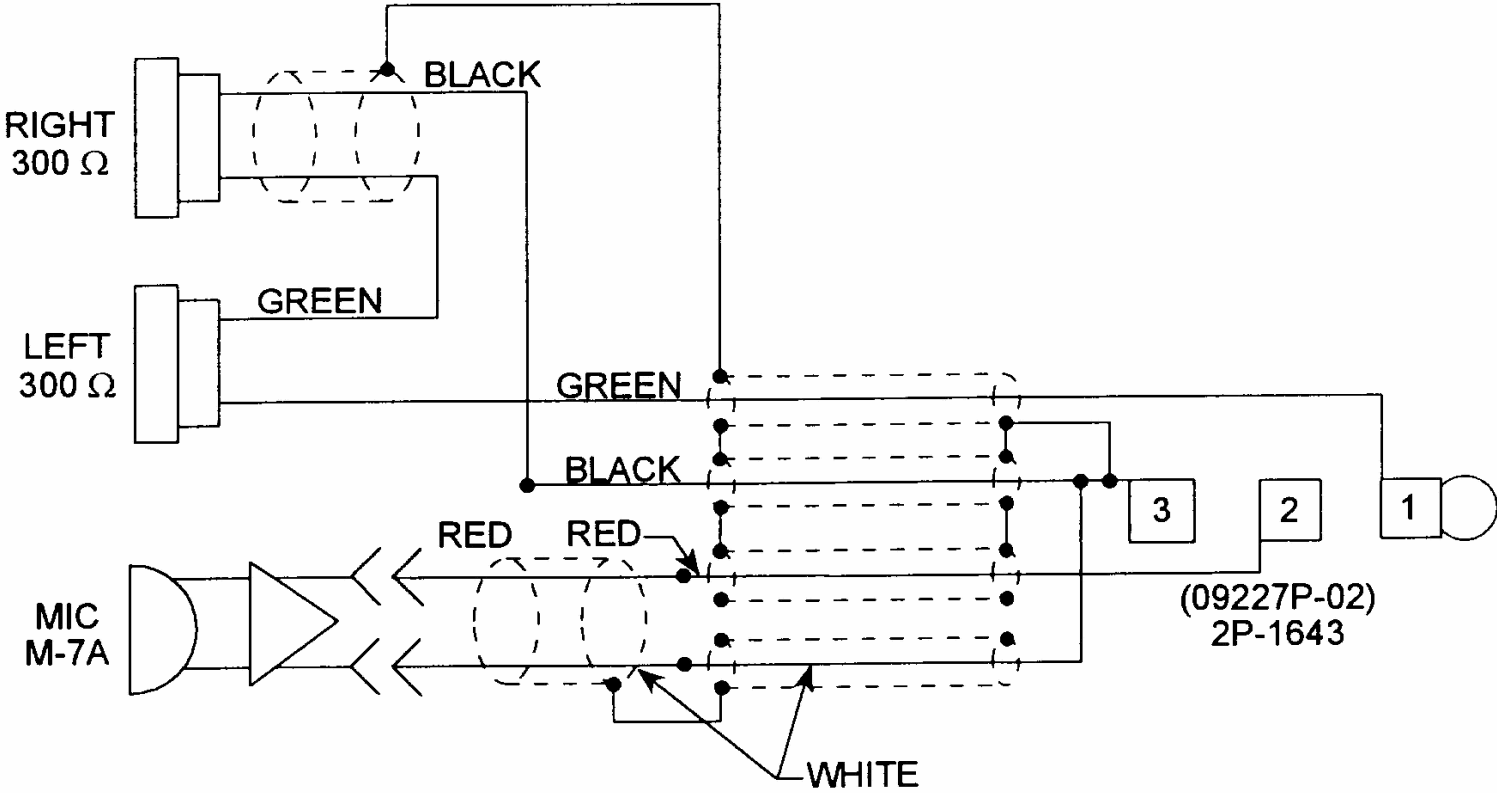 BLACK
RIGHT
300 Ω
GREEN
LEFT
300 Ω
GREEN
BLACK
3
2
1
RED
RED
MIC
M-7A
(09227P-02)
2P-1643
WHITE